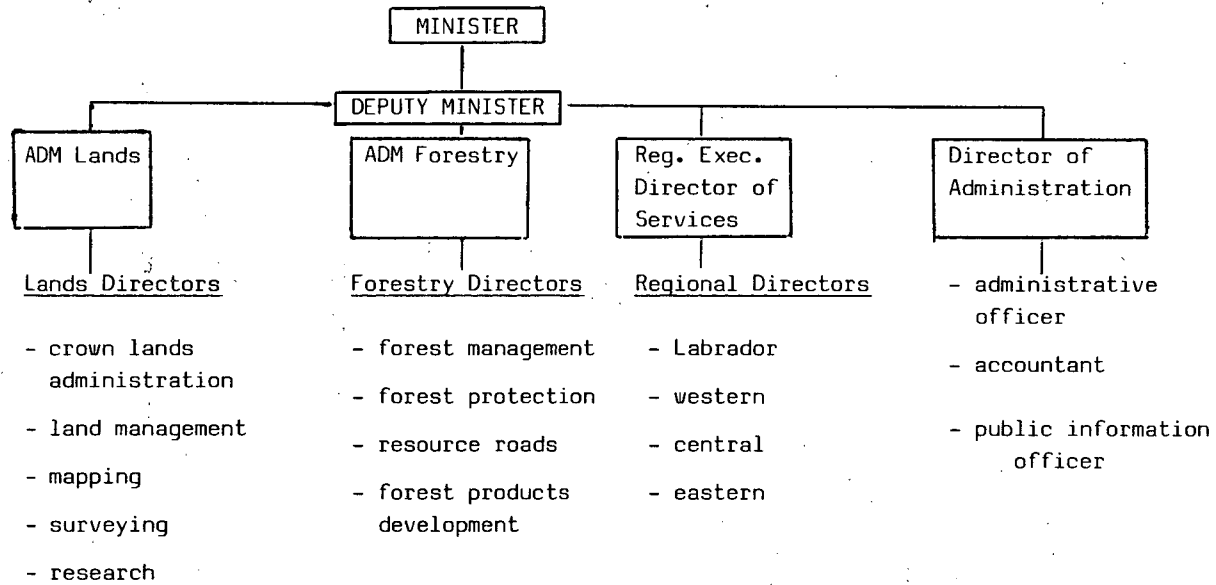 MINISTER
DEPUTY MINISTER
ADM Lands
ADM Forestry
Reg. Exec.
Director of
Services
Director of
Administration
Lands Directors
- crown lands
administration
- land management
- mapping
- surveying
- research
Forestry Directors
- forest management
- forest protection
- resource roads
- forest products
development
Regional Directors
- Labrador
- western
- central
- eastern
- administrative
officer
- accountant
- public information
officer